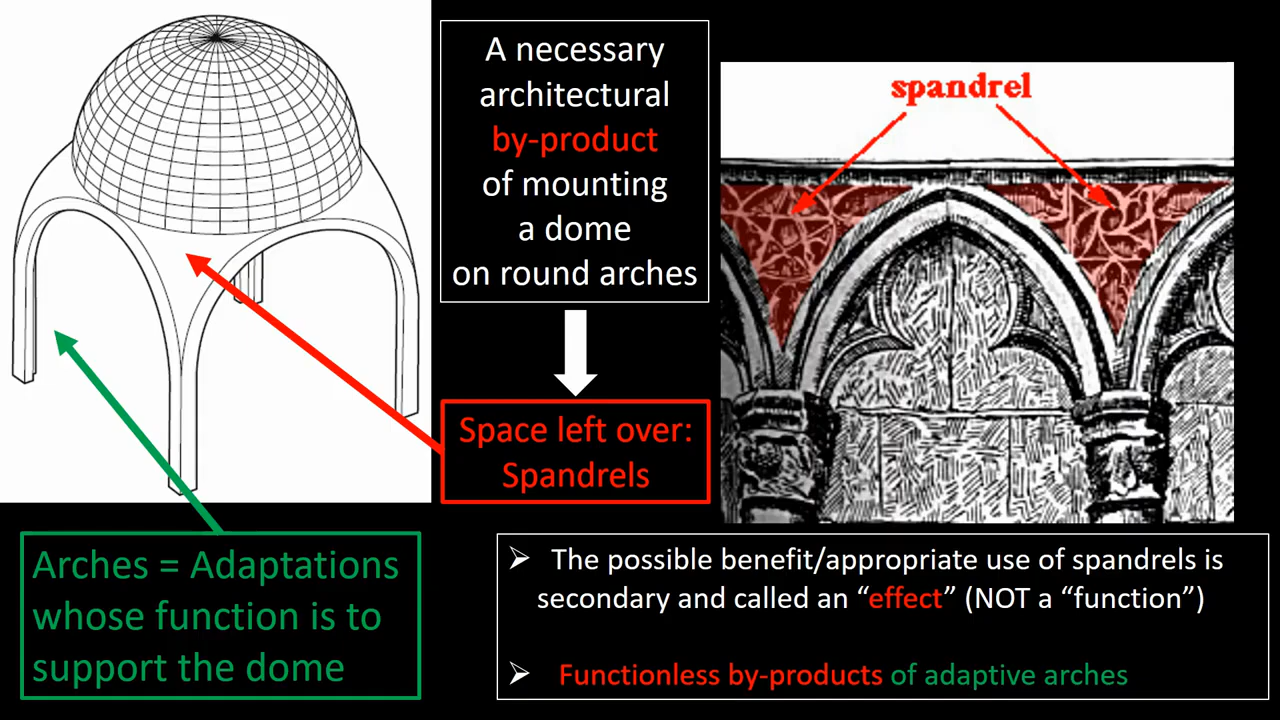 A necessary
architectural
by-product
of mounting
a dome
on round arches
spandrel
Space left over:
Spandrels
Arches = Adaptations
whose function is to
support the dome
➢ The possible benefit/appropriate use of spandrels is
secondary and called an “effect” (NOT a “function”)
➢ Functionless by-products of adaptive arches